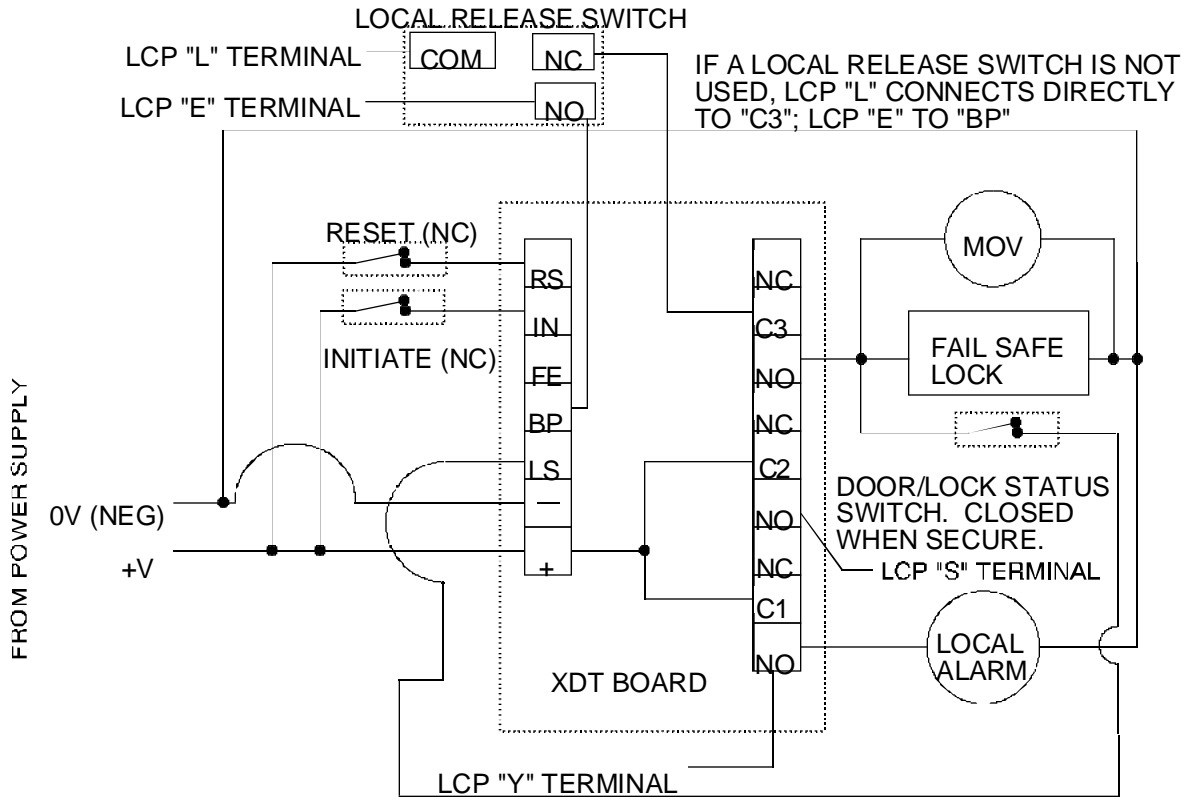 LOCAL RELEASE SWITCH
LCP "L" TERMINAL
COM
NC
LCP "E" TERMINAL
NO
IF A LOCAL RELEASE SWITCH IS NOT
USED, LCP "L" CONNECTS DIRECTLY
TO "C3"; LCP "E" TO "BP"
RESET (NC)
INITIATE (NC)
RS
IN
FE
BP
LS
–
+
NC
C3
NO
NC
C2
NO
NC
C1
NO
MOV
FAIL SAFE
LOCK
DOOR/LOCK STATUS
SWITCH. CLOSED
WHEN SECURE.
LCP "S" TERMINAL
LOCAL
ALARM
FROM POWER SUPPLY
0V (NEG)
+V
XDT BOARD
LCP "Y" TERMINAL